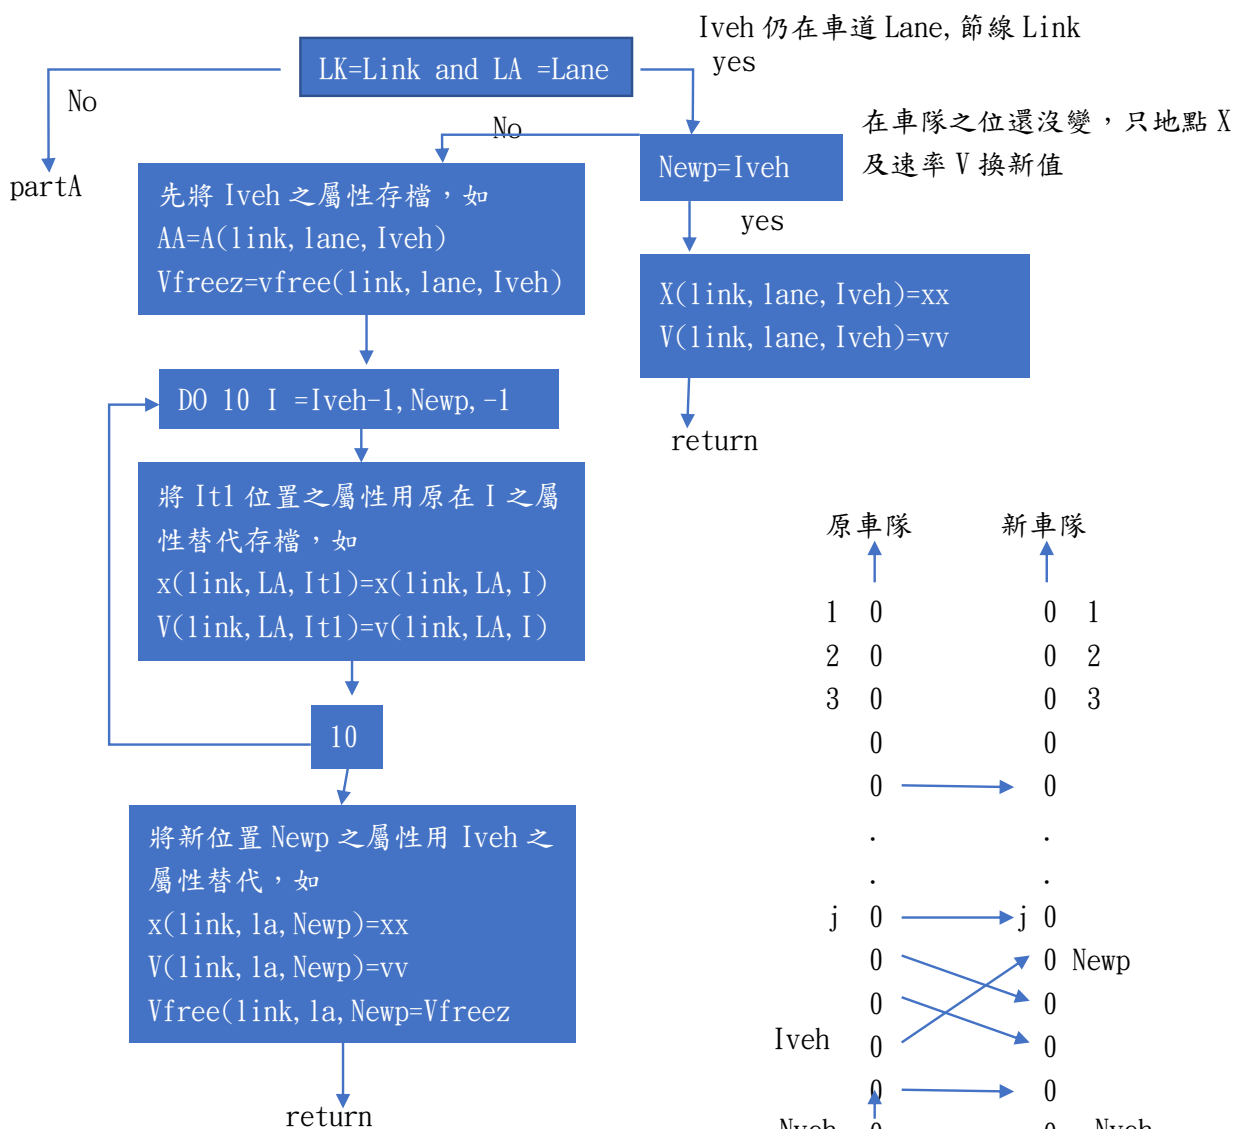 Iveh 仍在車道 Lane,節線 Link
LK=Link and LA =Lane
yes
No
partA
No
Newp=Iveh
在車隊之位還沒變，只地點 X
及速率 V 換新值
yes
先將 Iveh 之屬性存檔，如
AA=A(link,lane,Iveh)
Vfreez=vfree(link,lane,Iveh)
X(link,lane,Iveh)=xx
V(link,lane,Iveh)=vv
return
DO 10 I =Iveh-1,Newp,-1
將 It1 位置之屬性用原在 I 之屬
性替代存檔，如
x(link,LA,It1)=x(link,LA,I)
V(link,LA,It1)=v(link,LA,I)
10
將新位置 Newp 之屬性用 Iveh 之
屬性替代，如
x(link,la,Newp)=xx
V(link,la,Newp)=vv
Vfree(link,la,Newp=Vfreez
return
原車隊 新車隊
1 0 0 1
2 0 0 2
3 0 0 3
0 0
0 0
. .
. .
j 0 j 0
0 0 Newp
0 0
Iveh 0 0
0 0
Nveh 0 0 Nveh